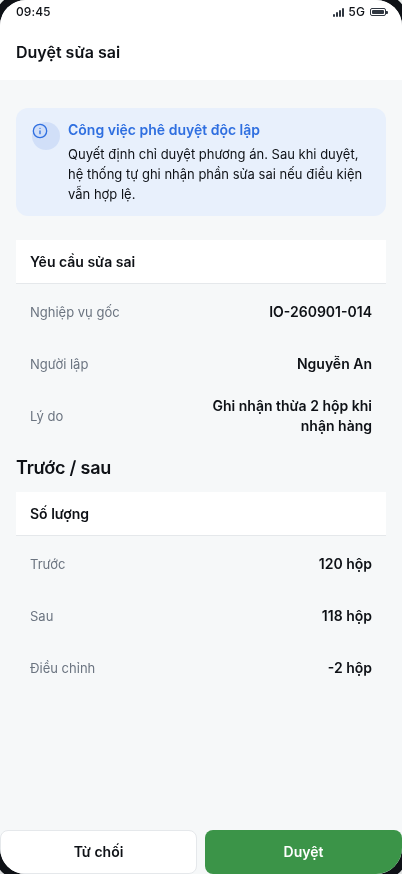 09:45
5G
Duyệt sửa sai
Công việc phê duyệt độc lập
Quyết định chỉ duyệt phương án. Sau khi duyệt,
hệ thống tự ghi nhận phần sửa sai nếu điều kiện
vẫn hợp lệ.
Yêu cầu sửa sai
Nghiệp vụ gốc
IO-260901-014
Người lập
Nguyễn An
Lý do
Ghi nhận thừa 2 hộp khi
nhận hàng
Trước / sau
Số lượng
Trước
120 hộp
Sau
118 hộp
Điều chỉnh
-2 hộp
Từ chối
Duyệt